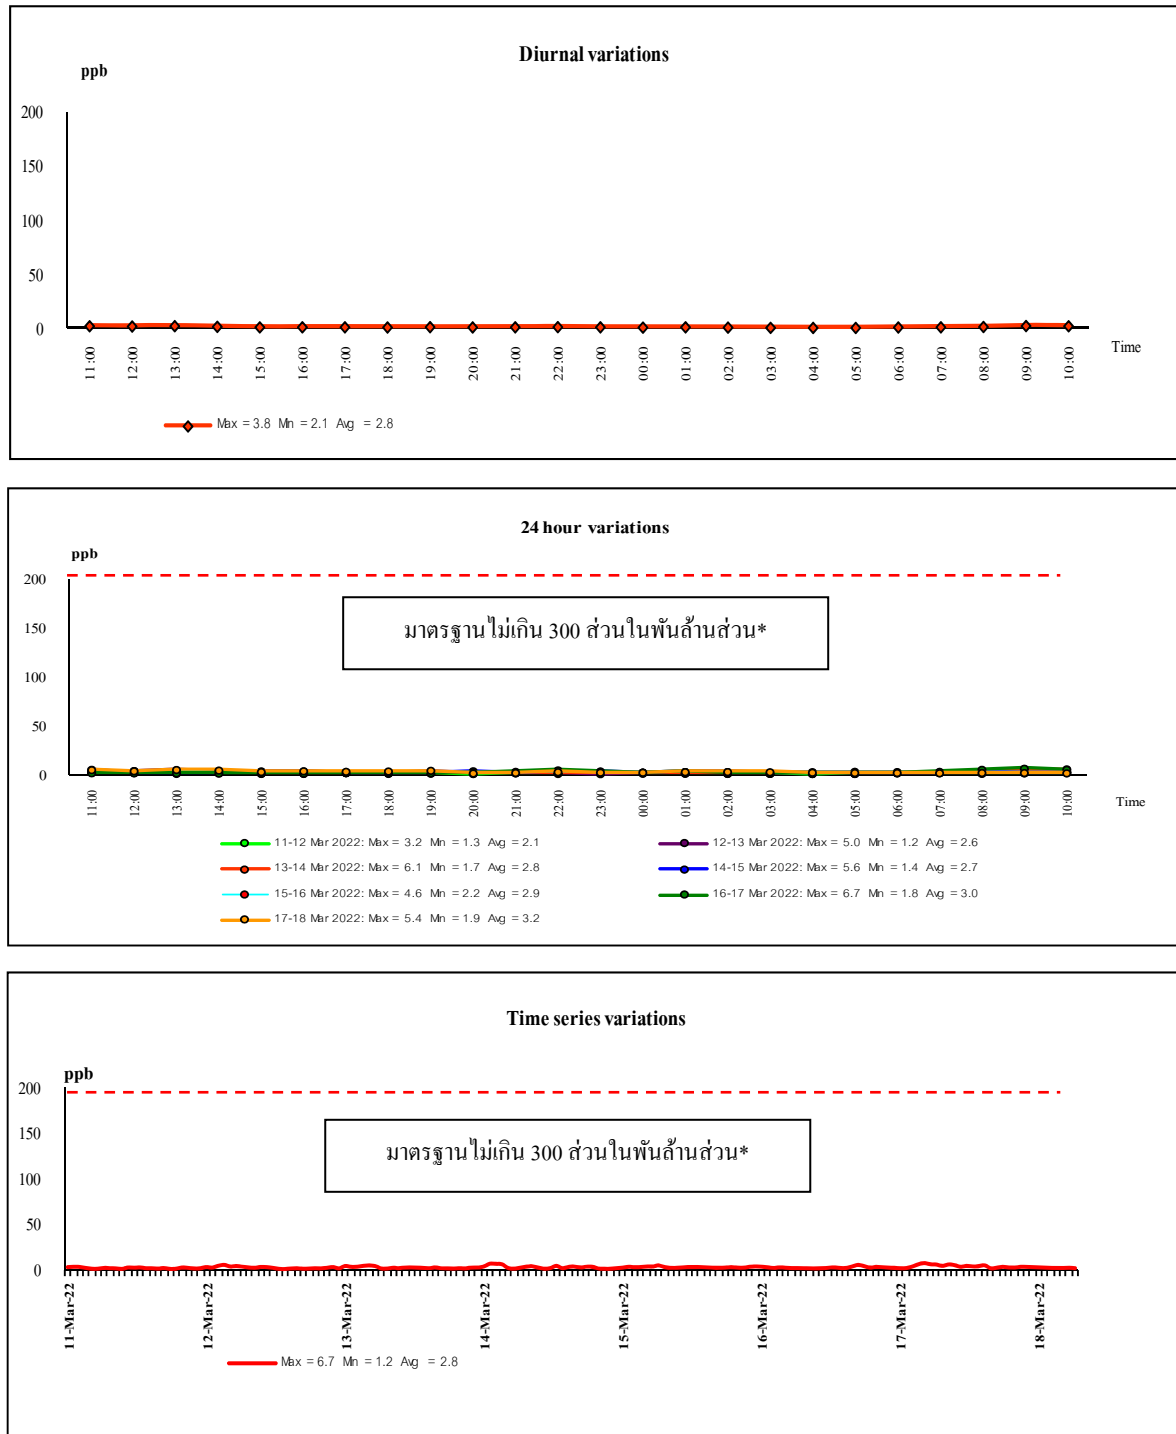 Diurnal variations
ppb
200
150
100
50
0
11:00 12:00 13:00 14:00 15:00 16:00 17:00 18:00 19:00 20:00 21:00 22:00 23:00 00:00 01:00 02:00 03:00 04:00 05:00 06:00 07:00 08:00 09:00 10:00
Time
Max = 3.8 Min = 2.1 Avg = 2.8
24 hour variations
ppb
200
มาตรฐานไม่เกิน 300 ส่วนในพันล้านส่วน*
150
100
50
0
11:00 12:00 13:00 14:00 15:00 16:00 17:00 18:00 19:00 20:00 21:00 22:00 23:00 00:00 01:00 02:00 03:00 04:00 05:00 06:00 07:00 08:00 09:00 10:00
Time
11-12 Mar 2022: Max = 3.2 Min = 1.3 Avg = 2.1
12-13 Mar 2022: Max = 5.0 Min = 1.2 Avg = 2.6
13-14 Mar 2022: Max = 6.1 Min = 1.7 Avg = 2.8
14-15 Mar 2022: Max = 5.6 Min = 1.4 Avg = 2.7
15-16 Mar 2022: Max = 4.6 Min = 2.2 Avg = 2.9
16-17 Mar 2022: Max = 6.7 Min = 1.8 Avg = 3.0
17-18 Mar 2022: Max = 5.4 Min = 1.9 Avg = 3.2
Time series variations
ppb
200
150
มาตรฐานไม่เกิน 300 ส่วนในพันล้านส่วน*
100
50
0
11-Mar-22 12-Mar-22 13-Mar-22 14-Mar-22 15-Mar-22 16-Mar-22 17-Mar-22 18-Mar-22
Max = 6.7 Min = 1.2 Avg = 2.8